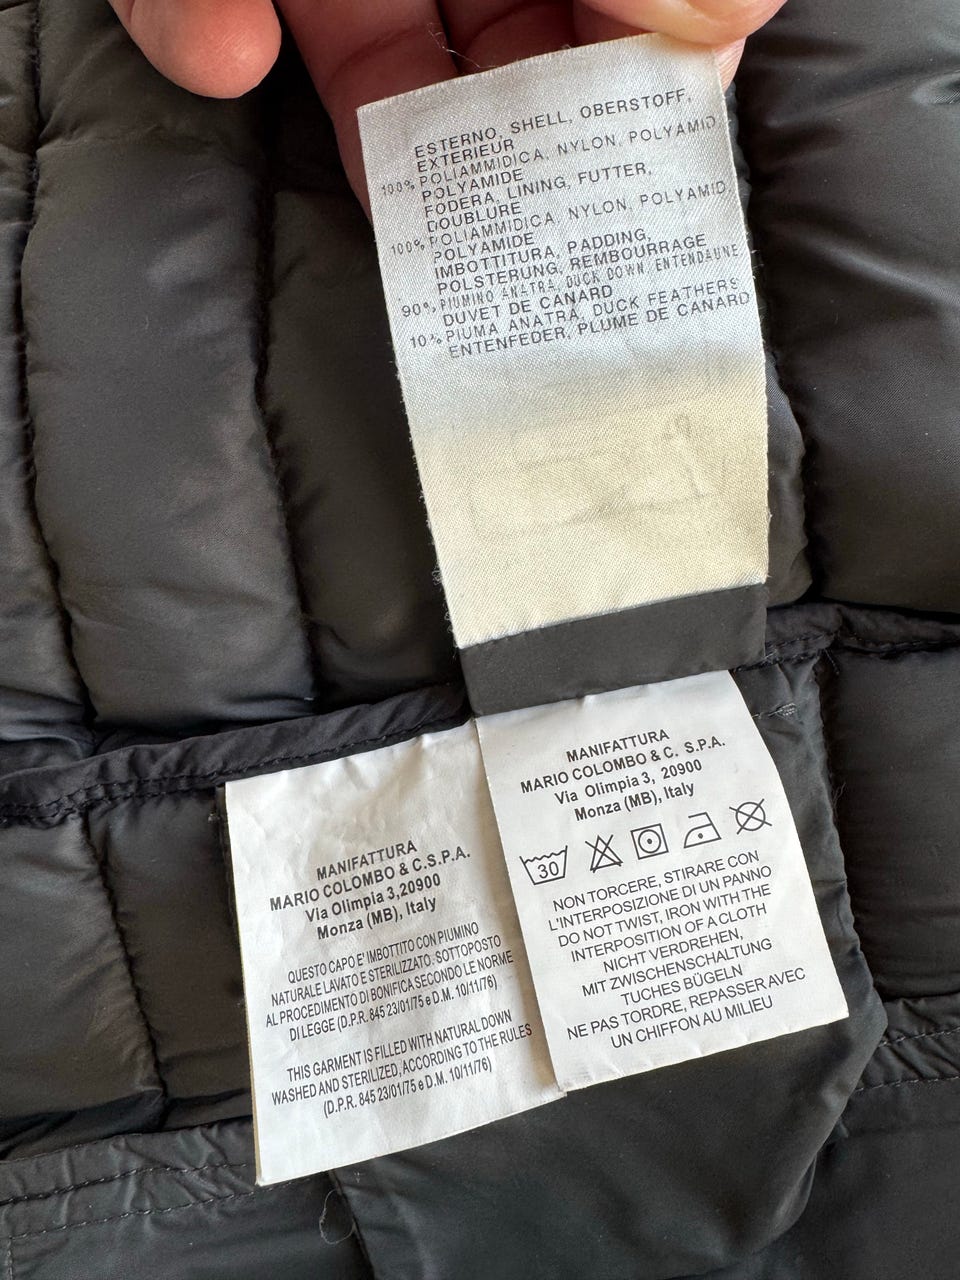 ESTERNO, SHELL, OBERSTOFF,
EXTERIEUR
100% POLIAMMIDICA, NYLON, POLYAMID
POLYAMIDE
FODERA, LINING, FUTTER,
DOUBLURE
100% POLIAMMIDICA, NYLON, POLYAMID
POLYAMIDE
IMBOTTITURA, PADDING,
POLSTERUNG, REMBOURRAGE
90% PIUMINO ANATRA, DUCK DOWN, ENTENDAUNE
DUVET DE CANARD
10% PIUMA ANATRA, DUCK FEATHERS
ENTENFEDER, PLUME DE CANARD
MANIFATTURA
MARIO COLOMBO & C.S.P.A.
Via Olimpia 3,20900
Monza (MB), Italy
QUESTO CAPO E' IMBOTTITO CON PIUMINO
NATURALE LAVATO E STERILIZZATO. SOTTOPOSTO
AL PROCEDIMENTO DI BONIFICA SECONDO LE NORME
DI LEGGE (D.P.R. 845 23/01/75 e D.M. 10/11/76)
THIS GARMENT IS FILLED WITH NATURAL DOWN
WASHED AND STERILIZED, ACCORDING TO THE RULES
(D.P.R. 845 23/01/75 e D.M. 10/11/76)
MANIFATTURA
MARIO COLOMBO & C. S.P.A.
Via Olimpia 3, 20900
Monza (MB), Italy
30
NON TORCERE, STIRARE CON
L'INTERPOSIZIONE DI UN PANNO
DO NOT TWIST, IRON WITH THE
INTERPOSITION OF A CLOTH
NICHT VERDREHEN,
MIT ZWISCHENSCHALTUNG
TUCHES BÜGELN
NE PAS TORDRE, REPASSER AVEC
UN CHIFFON AU MILIEU